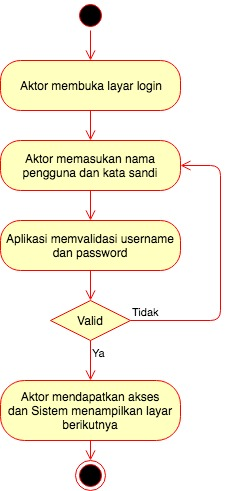 Aktor membuka layar login
Aktor memasukan nama
pengguna dan kata sandi
Aplikasi memvalidasi username
dan password
Valid
Tidak
Ya
Aktor mendapatkan akses
dan Sistem menampilkan layar
berikutnya